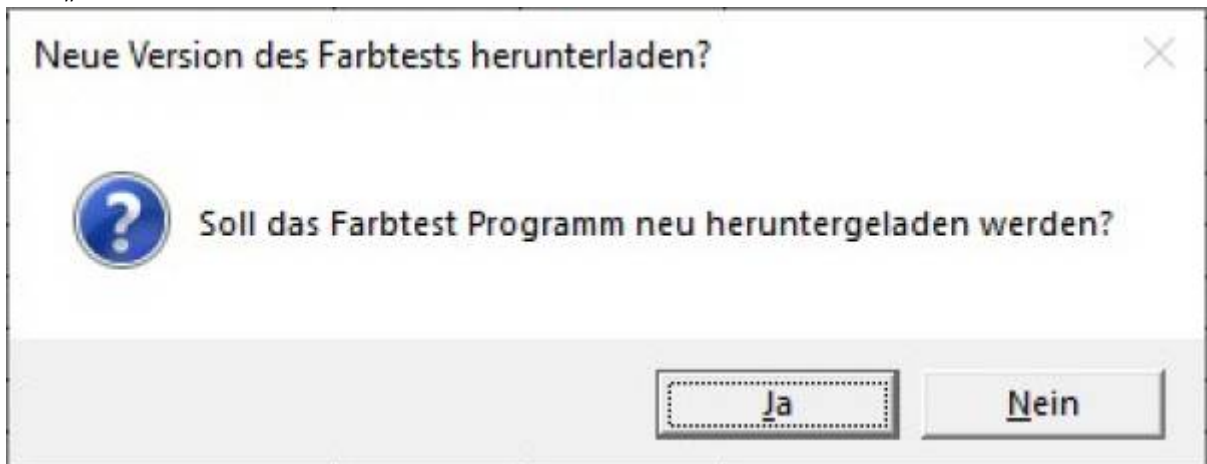 Neue Version des Farbtests herunterladen?
Soll das Farbtest Programm neu heruntergeladen werden?
Ja
Nein